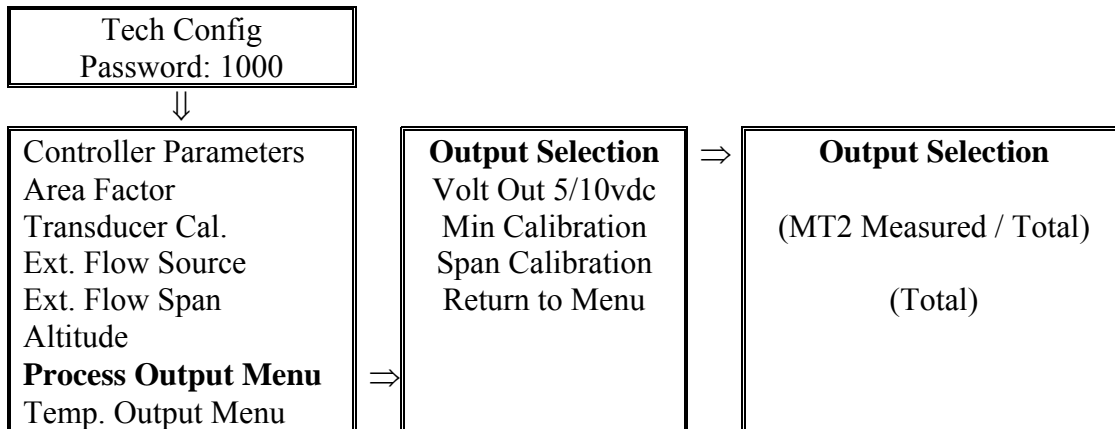 Tech Config
Password: 1000
⇓
Controller Parameters
Area Factor
Transducer Cal.
Ext. Flow Source
Ext. Flow Span
Altitude
Process Output Menu
Temp. Output Menu
⇒
Output Selection
Volt Out 5/10vdc
Min Calibration
Span Calibration
Return to Menu
⇒
Output Selection
(MT2 Measured / Total)
(Total)